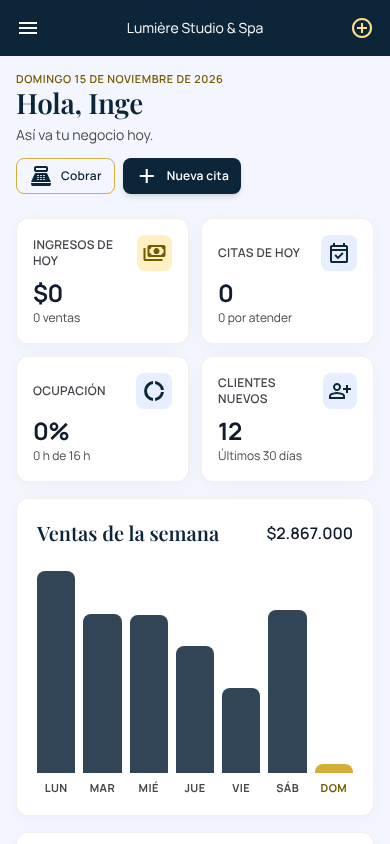 Lumière Studio & Spa
DOMINGO 15 DE NOVIEMBRE DE 2026
Hola, Inge
Así va tu negocio hoy.
Cobrar
Nueva cita
INGRESOS DE
HOY
$0
0 ventas
CITAS DE HOY
0
0 por atender
OCUPACIÓN
0%
0 h de 16 h
CLIENTES
NUEVOS
12
Últimos 30 días
Ventas de la semana
$2.867.000
LUN MAR MIÉ JUE VIE SÁB DOM